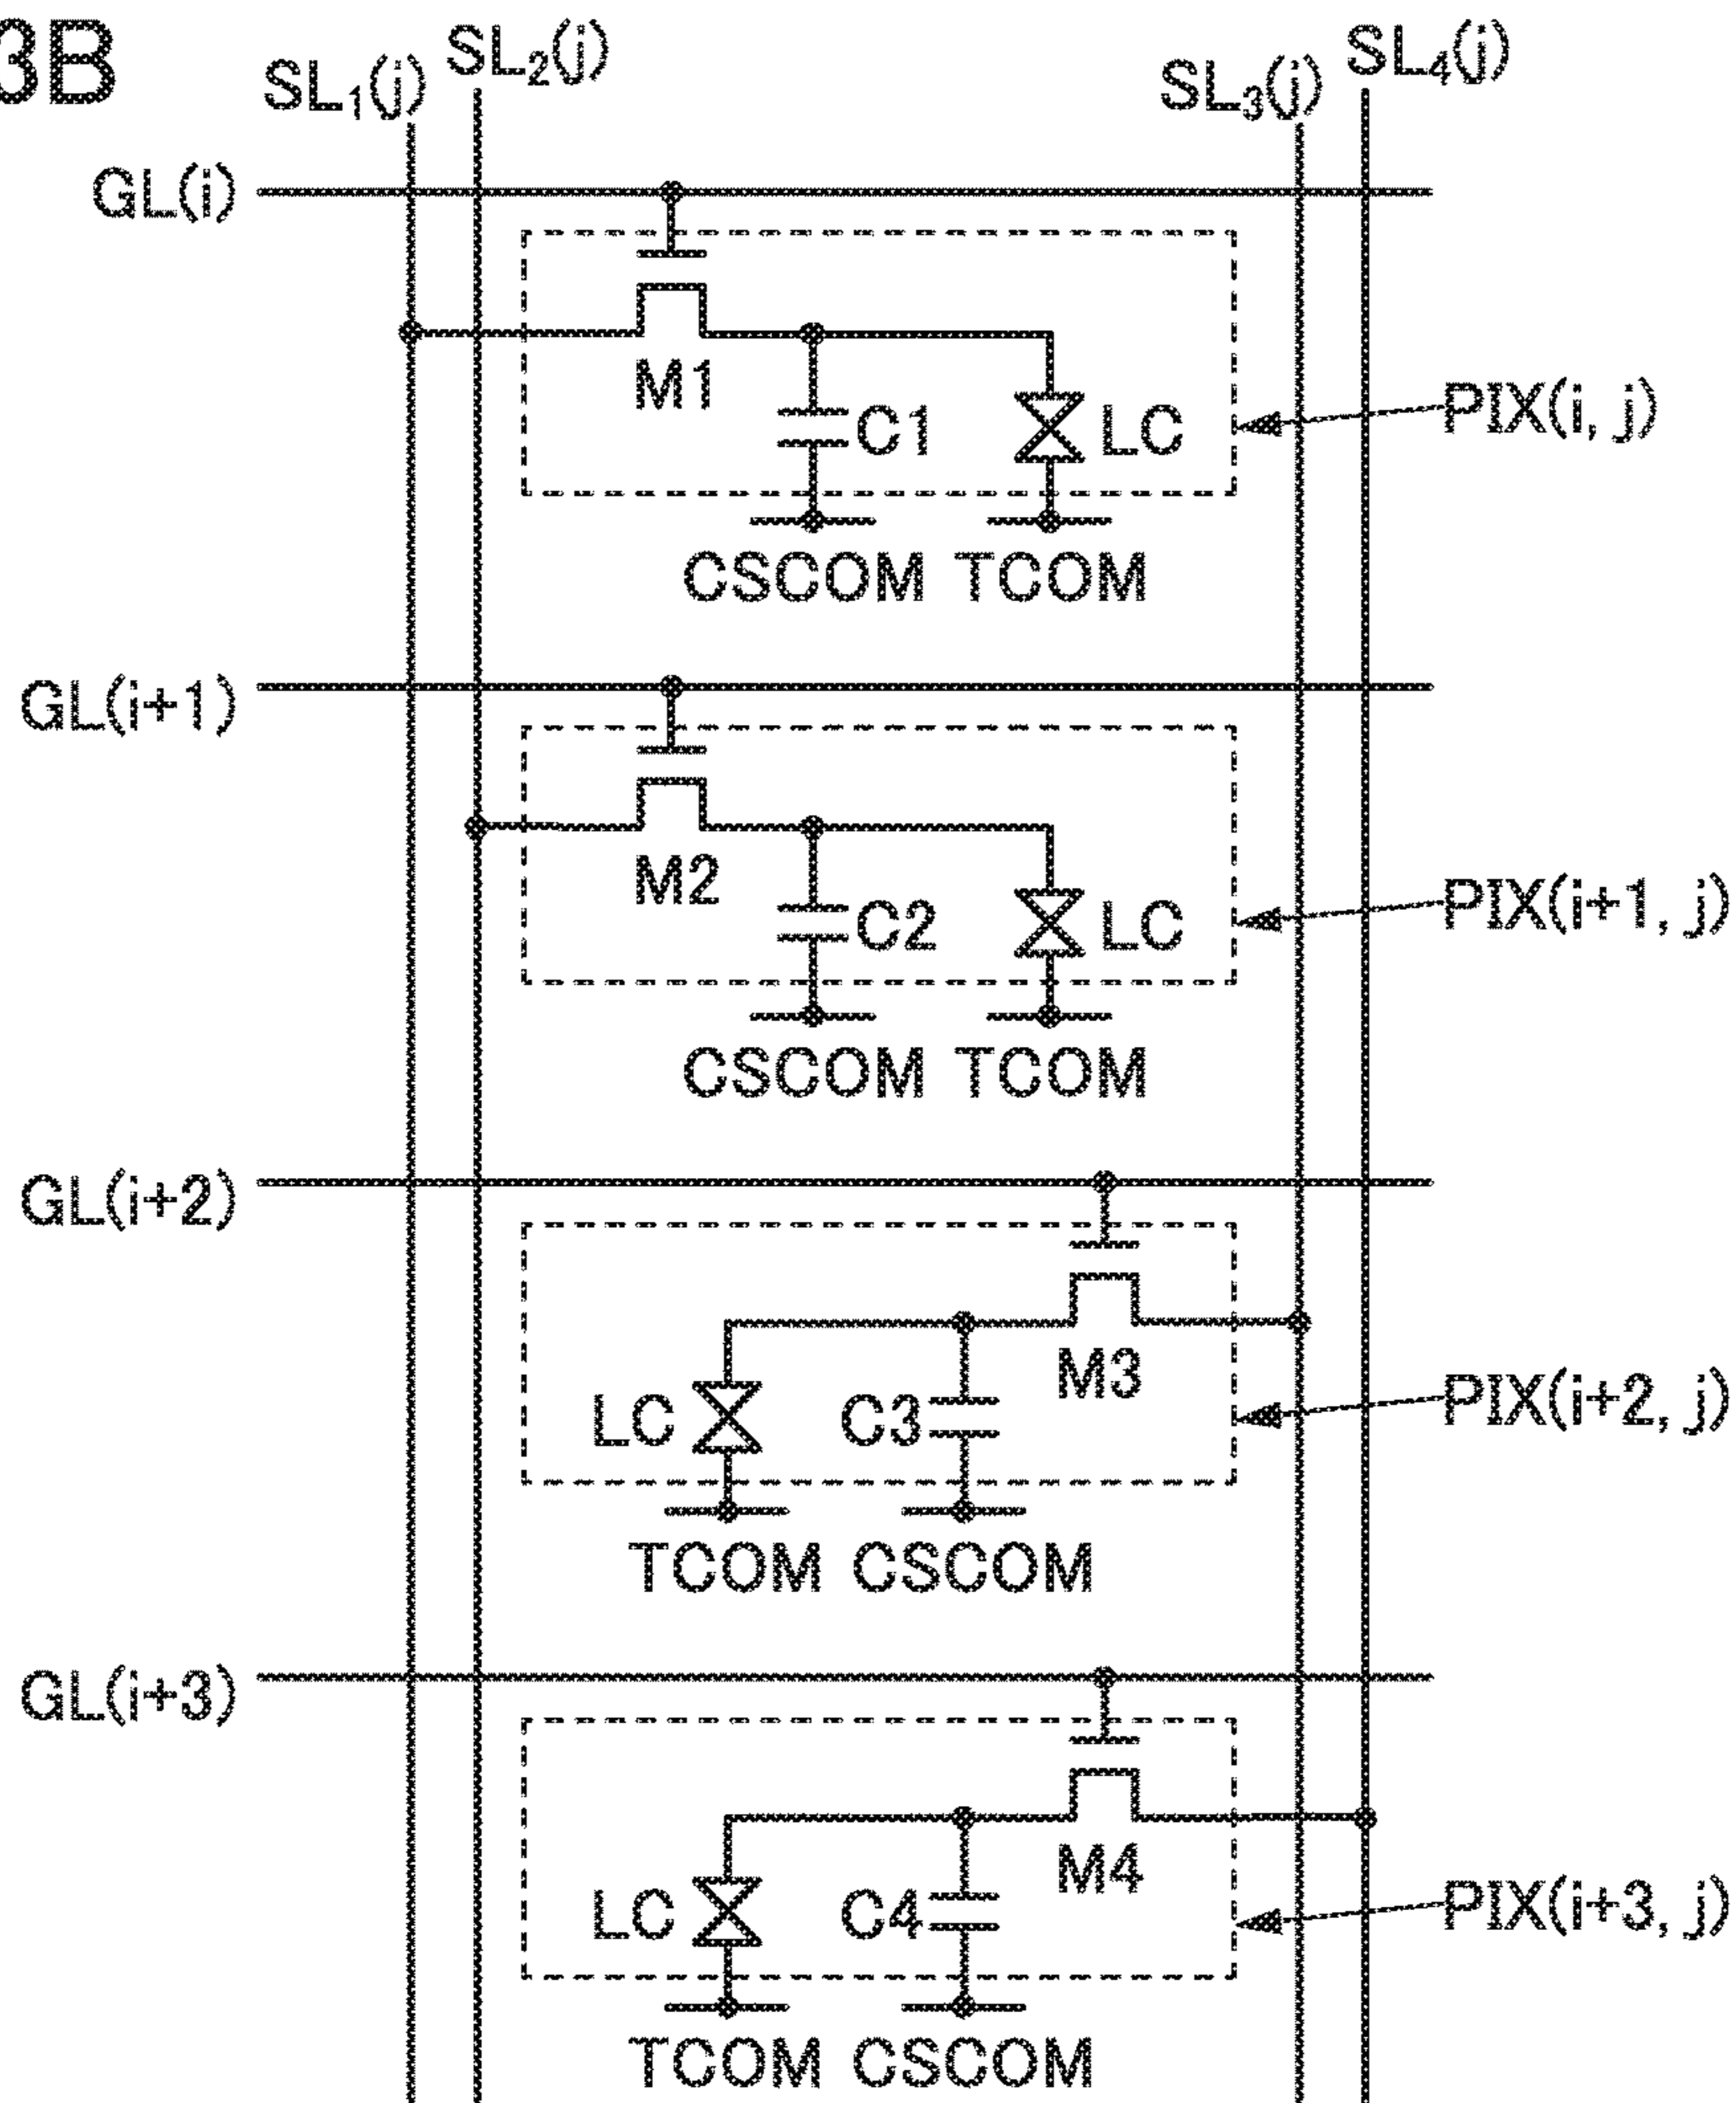 3B
SL₁(j) SL₂(j) SL₃(j) SL₄(j)
GL(i)
M1
C1 LC PIX(i, j)
CSCOM TCOM
GL(i+1)
M2
C2 LC PIX(i+1, j)
CSCOM TCOM
GL(i+2)
M3
LC C3 PIX(i+2, j)
TCOM CSCOM
GL(i+3)
M4
LC C4 PIX(i+3, j)
TCOM CSCOM